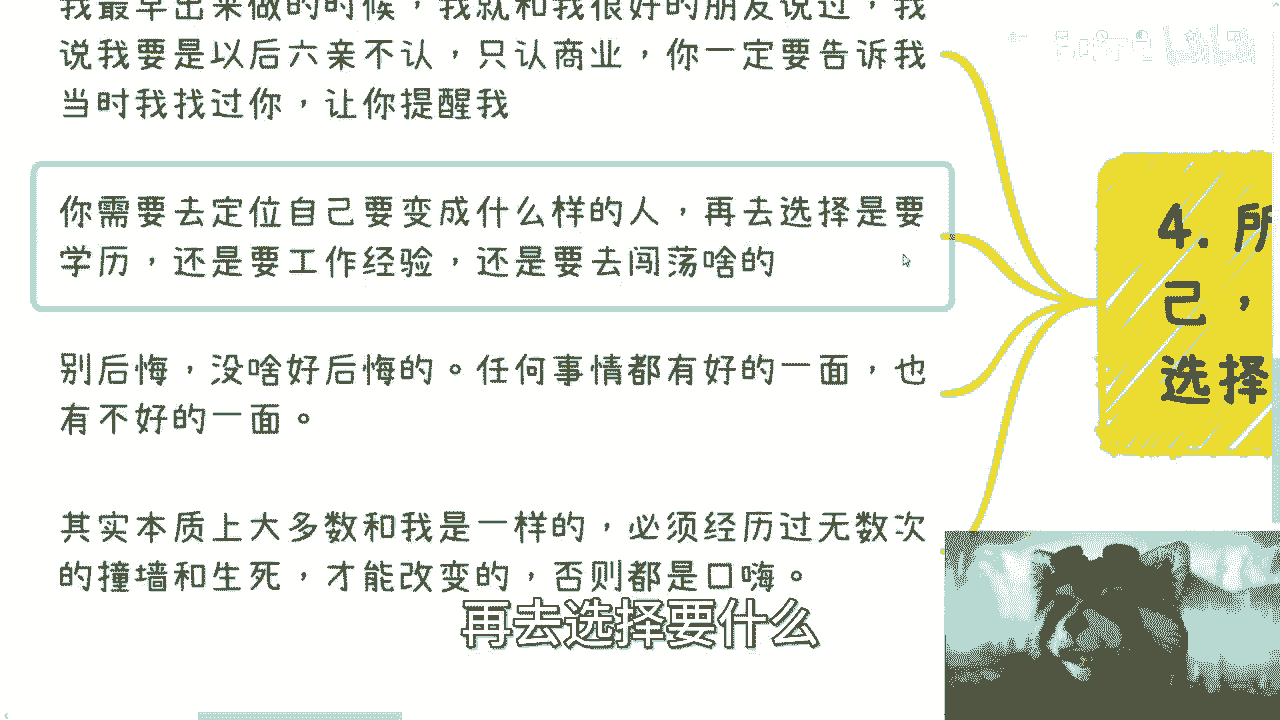 我最早出来做的时候，我就和我很好的朋友说过，我
说我要是以后六亲不认，只认商业，你一定要告诉我
当时我找过你，让你提醒我
你需要去定位自己要变成什么样的人，再去选择是要
学历，还是要工作经验，还是要去闯荡啥的
别后悔，没啥好后悔的。任何事情都有好的一面，也
有不好的一面。
其实本质上大多数和我是一样的，必须经历过无数次
的撞墙和生死，才能改变的，否则都是口嗨。
4. 所
己，
选择
再去选择要什么